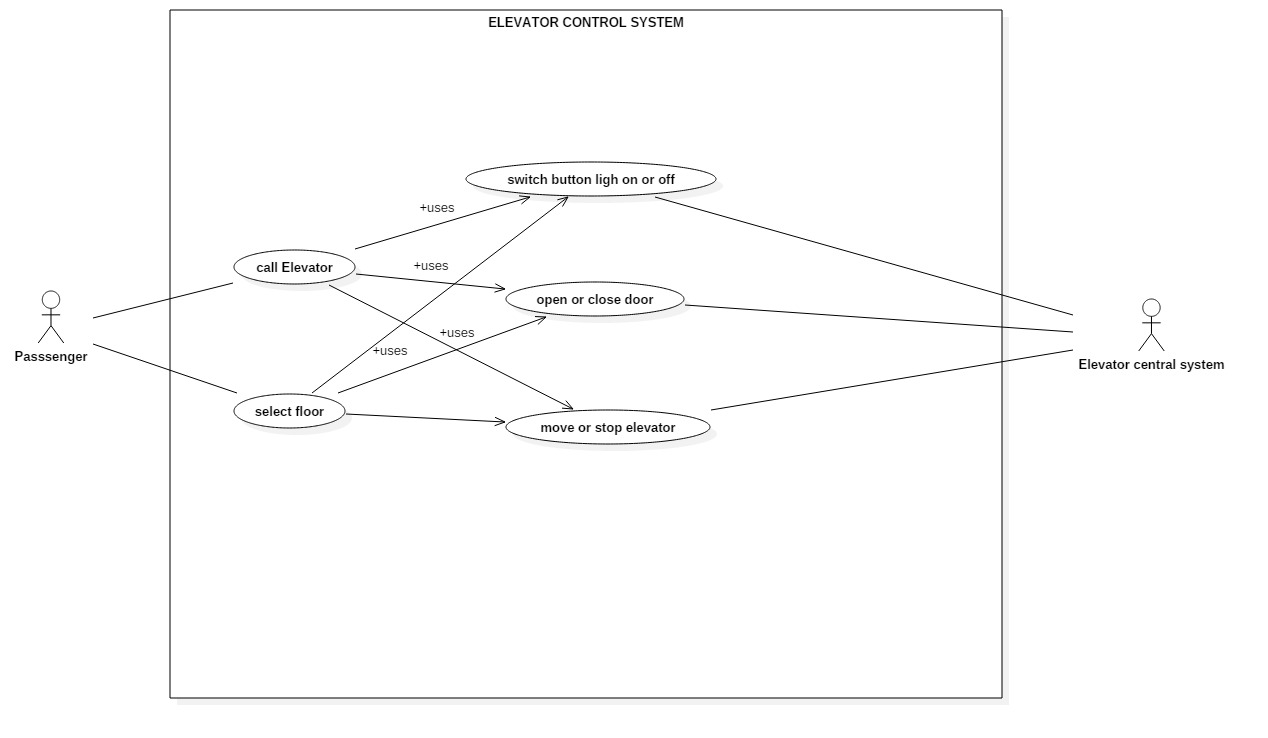 ELEVATOR CONTROL SYSTEM
switch button ligh on or off
+uses
call Elevator
+uses
open or close door
+uses
+uses
Passsenger
Elevator central system
select floor
move or stop elevator